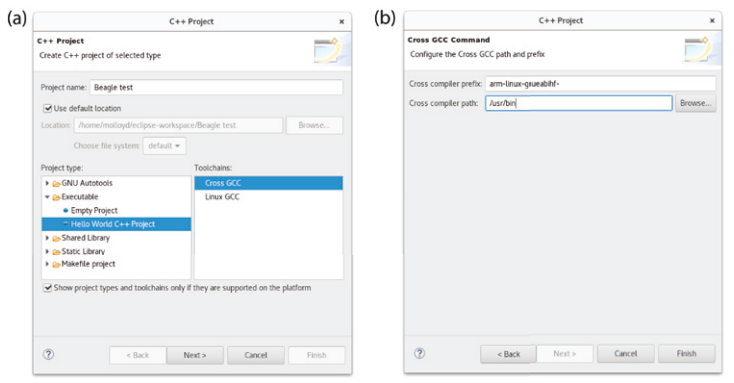 (a)
C++ Project
×
C++ Project
Create C++ project of selected type
Project name: Beagle test
Use default location
Location: /home/molloyd/eclipse-workspace/Beagle test Browse...
Choose file system: default
Project type:
GNU Autotools
Executable
Empty Project
Hello World C++ Project
Shared Library
Static Library
Makefile project
Toolchains:
Cross GCC
Linux GCC
Show project types and toolchains only if they are supported on the platform
? < Back Next > Cancel Finish
(b)
C++ Project
×
Cross GCC Command
Configure the Cross GCC path and prefix
Cross compiler prefix: arm-linux-gnueabihf-
Cross compiler path: /usr/bin Browse...
? < Back Next > Cancel Finish